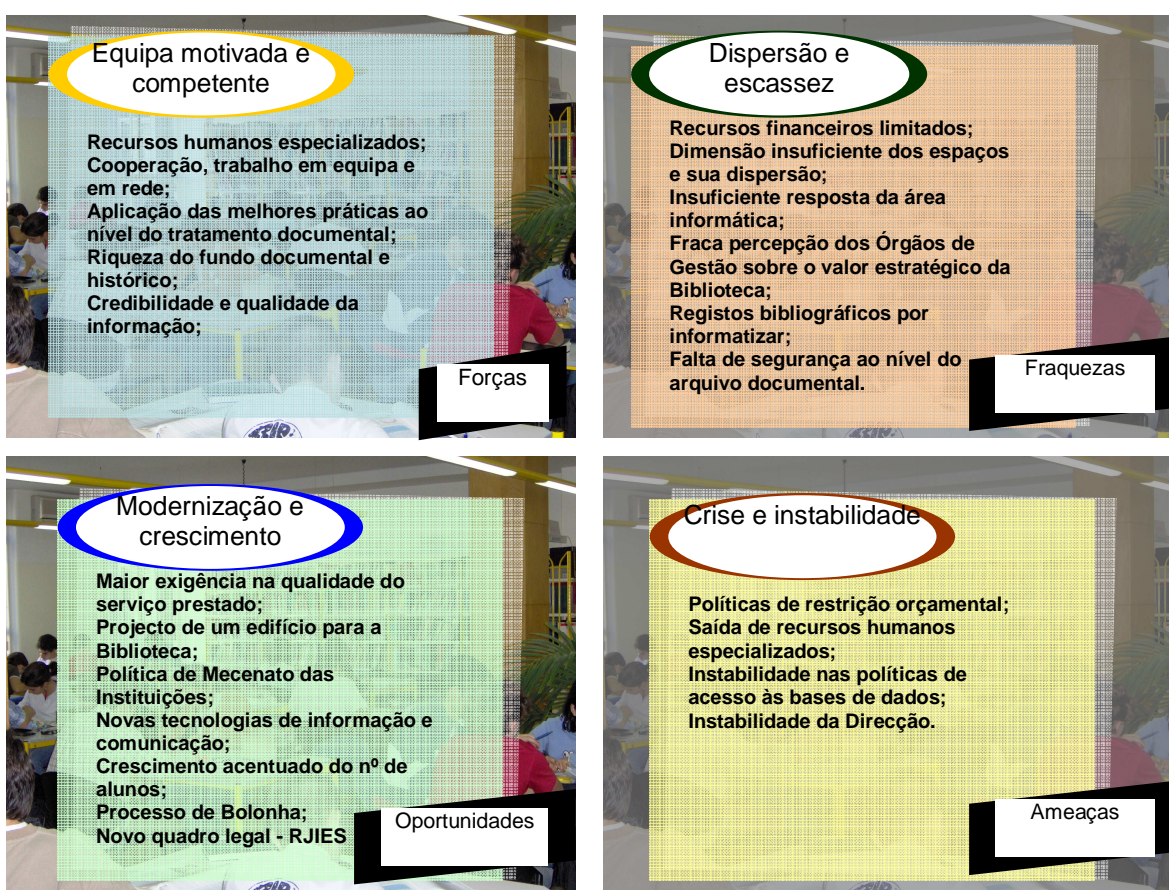 Equipa motivada e
competente
Recursos humanos especializados;
Cooperação, trabalho em equipa e
em rede;
Aplicação das melhores práticas ao
nível do tratamento documental;
Riqueza do fundo documental e
histórico;
Credibilidade e qualidade da
informação;
Forças
Dispersão e
escassez
Recursos financeiros limitados;
Dimensão insuficiente dos espaços
e sua dispersão;
Insuficiente resposta da área
informática;
Fraca percepção dos Órgãos de
Gestão sobre o valor estratégico da
Biblioteca;
Registos bibliográficos por
informatizar;
Falta de segurança ao nível do
arquivo documental.
Fraquezas
Modernização e
crescimento
Maior exigência na qualidade do
serviço prestado;
Projecto de um edifício para a
Biblioteca;
Política de Mecenato das
Instituições;
Novas tecnologias de informação e
comunicação;
Crescimento acentuado do nº de
alunos;
Processo de Bolonha;
Novo quadro legal - RJIES
Oportunidades
Crise e instabilidade
Políticas de restrição orçamental;
Saída de recursos humanos
especializados;
Instabilidade nas políticas de
acesso às bases de dados;
Instabilidade da Direcção.
Ameaças